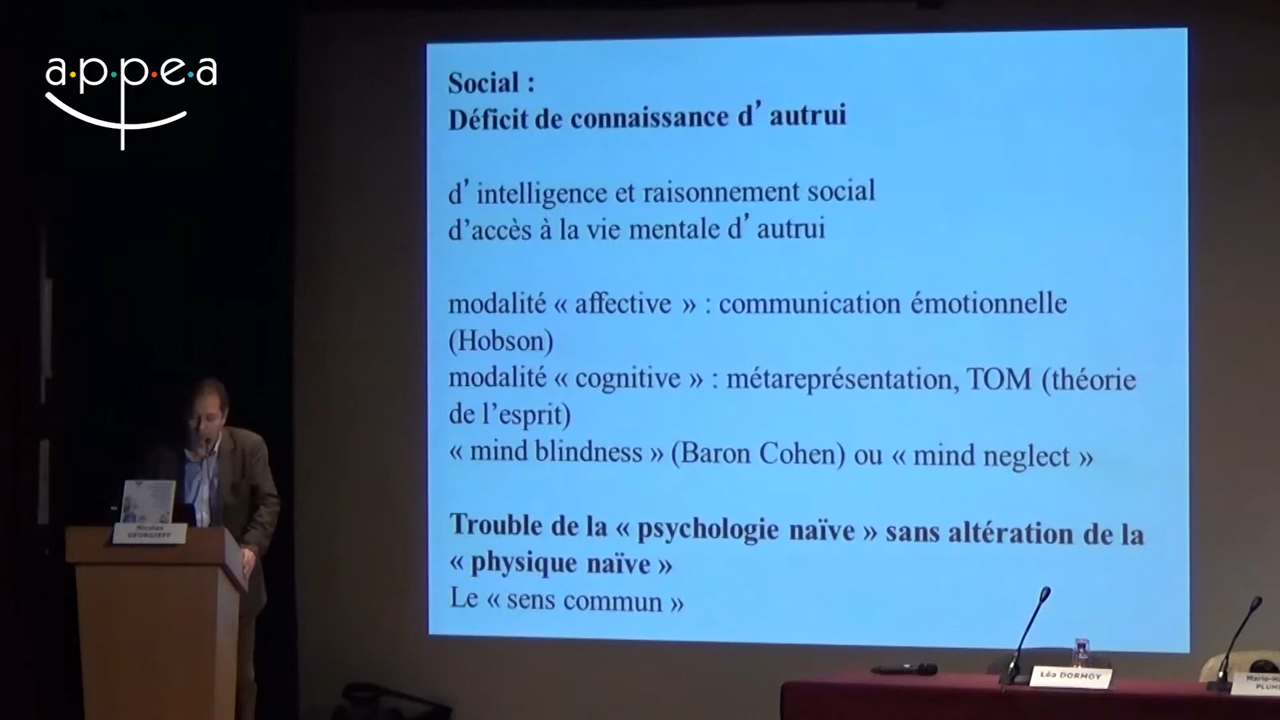 a·p·p·e·a
Social :
Déficit de connaissance d’ autrui
d’ intelligence et raisonnement social
d’accès à la vie mentale d’ autrui
modalité « affective » : communication émotionnelle
(Hobson)
modalité « cognitive » : métareprésentation, TOM (théorie
de l’esprit)
« mind blindness » (Baron Cohen) ou « mind neglect »
Trouble de la « psychologie naïve » sans altération de la
« physique naïve »
Le « sens commun »
Nicolas
GEORGIEFF
Léa DORMOY